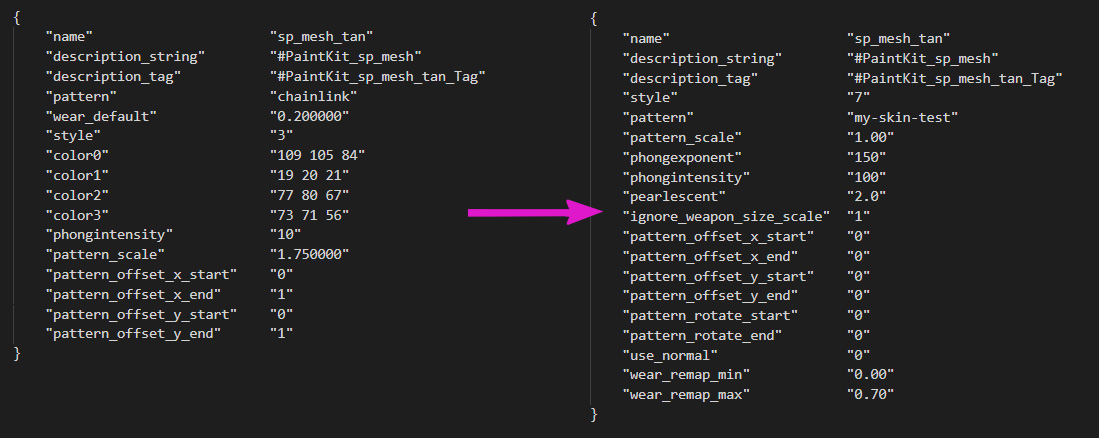 {
"name" "sp_mesh_tan"
"description_string" "#PaintKit_sp_mesh"
"description_tag" "#PaintKit_sp_mesh_tan_Tag"
"pattern" "chainlink"
"wear_default" "0.200000"
"style" "3"
"color0" "109 105 84"
"color1" "19 20 21"
"color2" "77 80 67"
"color3" "73 71 56"
"phongintensity" "10"
"pattern_scale" "1.750000"
"pattern_offset_x_start" "0"
"pattern_offset_x_end" "1"
"pattern_offset_y_start" "0"
"pattern_offset_y_end" "1"
}
{
"name" "sp_mesh_tan"
"description_string" "#PaintKit_sp_mesh"
"description_tag" "#PaintKit_sp_mesh_tan_Tag"
"style" "7"
"pattern" "my-skin-test"
"pattern_scale" "1.00"
"phongexponent" "150"
"phongintensity" "100"
"pearlescent" "2.0"
"ignore_weapon_size_scale" "1"
"pattern_offset_x_start" "0"
"pattern_offset_x_end" "0"
"pattern_offset_y_start" "0"
"pattern_offset_y_end" "0"
"pattern_rotate_start" "0"
"pattern_rotate_end" "0"
"use_normal" "0"
"wear_remap_min" "0.00"
"wear_remap_max" "0.70"
}